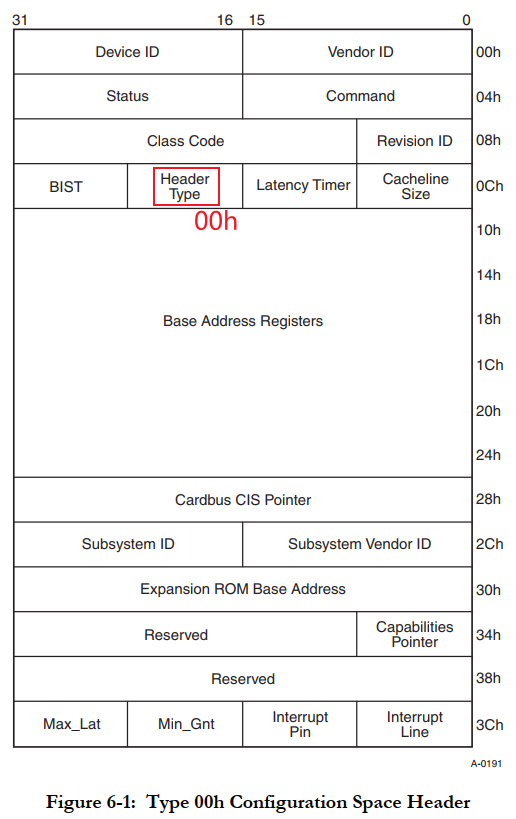 31 16 15 0
Device ID Vendor ID 00h
Status Command 04h
Class Code Revision ID 08h
BIST Header Type Latency Timer Cacheline Size 0Ch
00h
10h
14h
Base Address Registers 18h
1Ch
20h
24h
Cardbus CIS Pointer 28h
Subsystem ID Subsystem Vendor ID 2Ch
Expansion ROM Base Address 30h
Reserved Capabilities Pointer 34h
Reserved 38h
Max_Lat Min_Gnt Interrupt Pin Interrupt Line 3Ch
A-0191
Figure 6-1: Type 00h Configuration Space Header